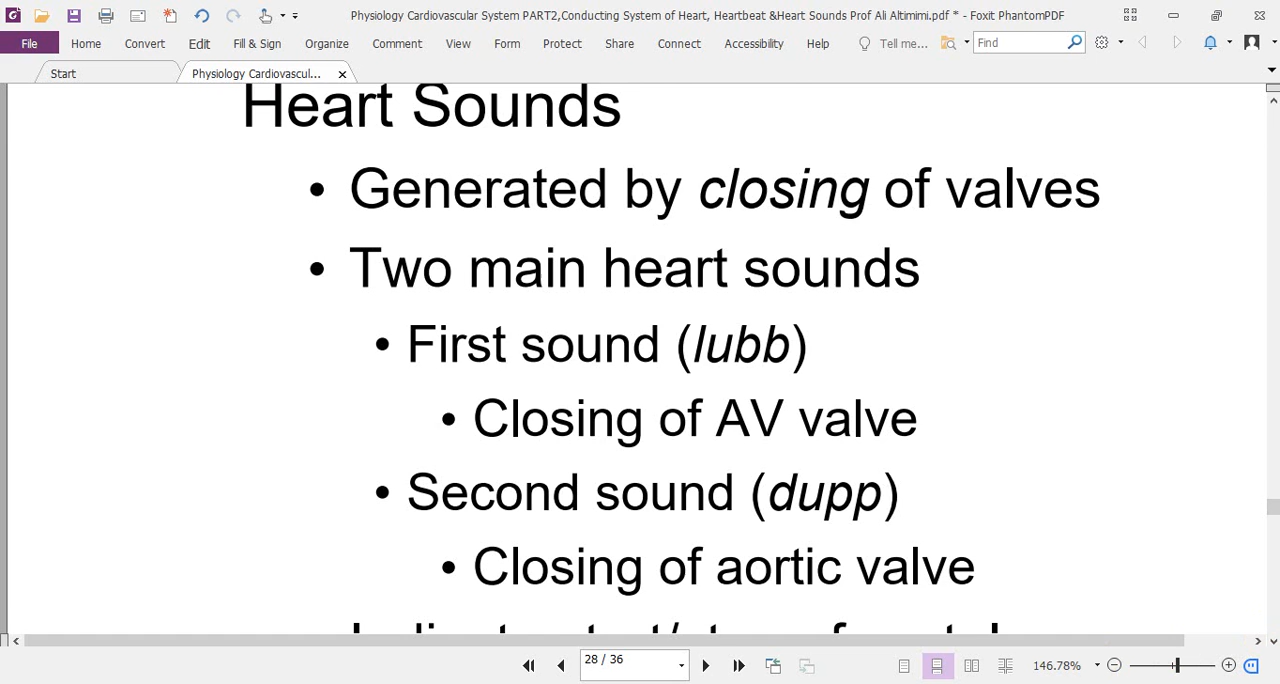 Physiology Cardiovascular System PART2,Conducting System of Heart, Heartbeat &Heart Sounds Prof Ali Altimimi.pdf * - Foxit PhantomPDF
File Home Convert Edit Fill & Sign Organize Comment View Form Protect Share Connect Accessibility Help Tell me... Find
Start Physiology Cardiovascul...
Heart Sounds
• Generated by closing of valves
• Two main heart sounds
• First sound (lubb)
• Closing of AV valve
• Second sound (dupp)
• Closing of aortic valve
28 / 36 146.78%